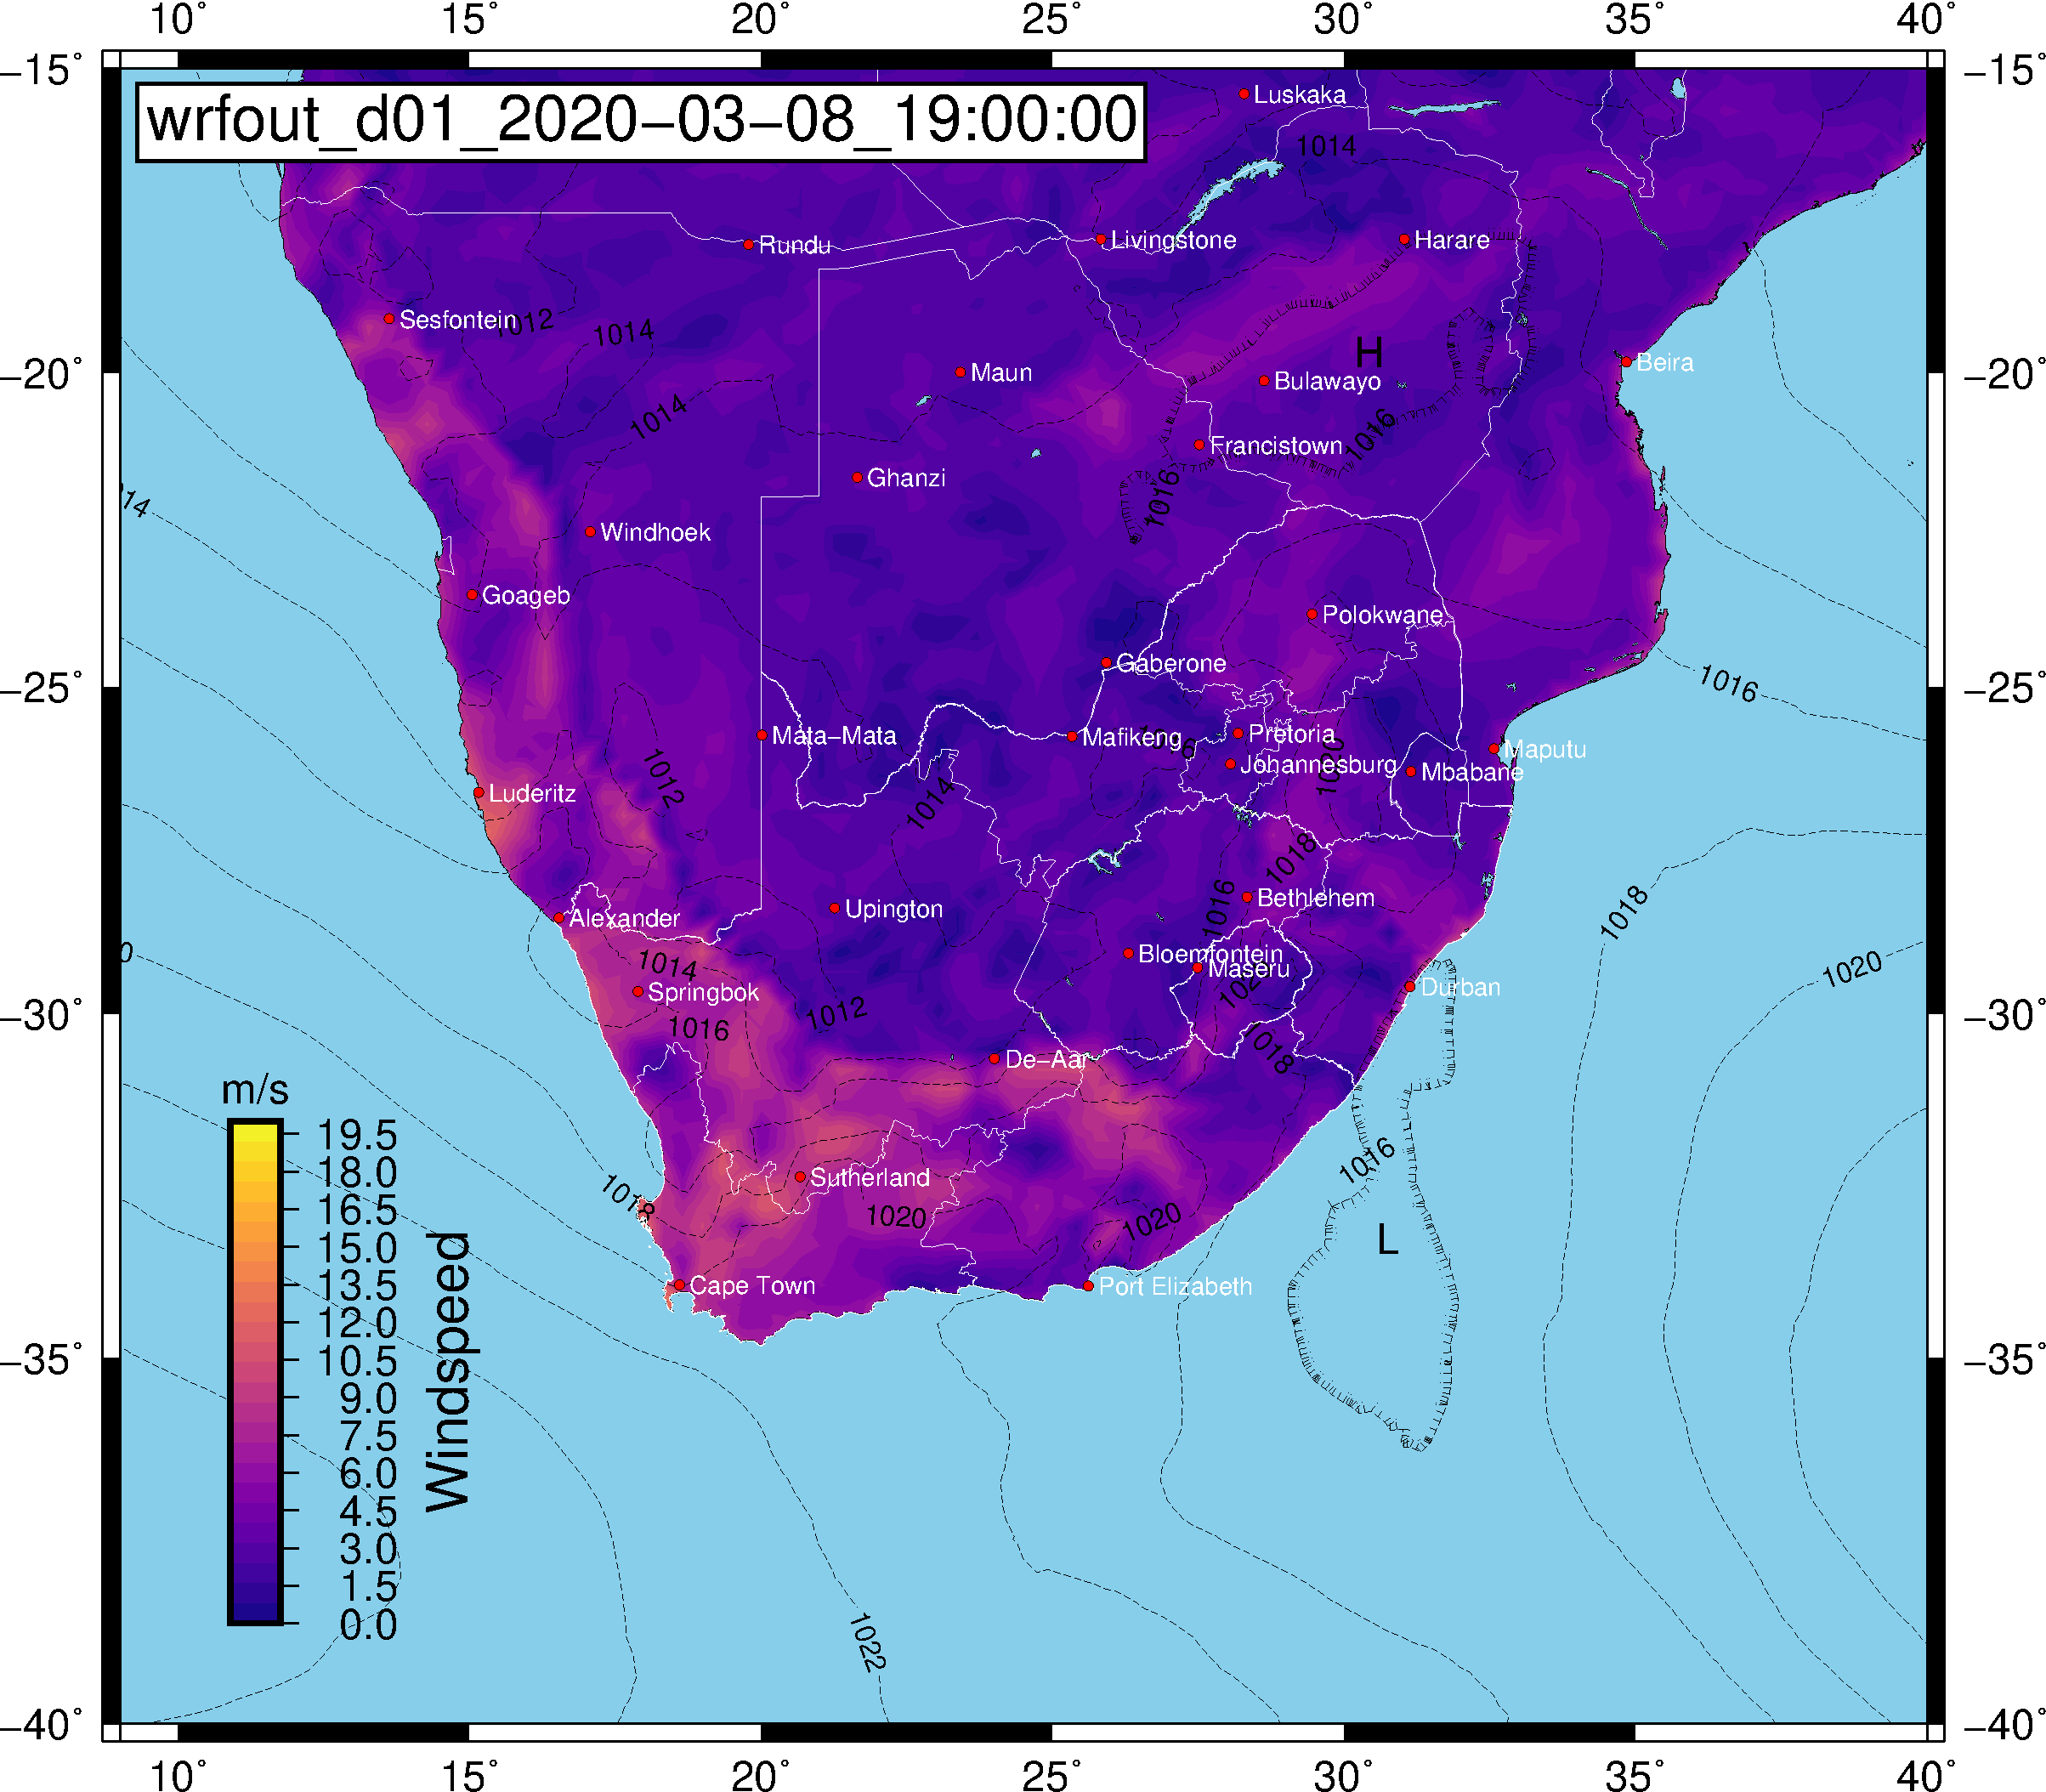 10° 15° 20° 25° 30° 35° 40°
−15° −15°
wrfout_d01_2020−03−08_19:00:00
Luskaka
1014
Rundu
Livingstone
Harare
Sesfontein
1012
1014
H
Beira
−20° −20°
Maun
Bulawayo
1014
1016
Francistown
Ghanzi
1016
14
Windhoek
Goageb
Polokwane
Gaberone
−25° −25°
1016
Mata−Mata
Mafikeng
1016
Pretoria
Maputu
Johannesburg
1020
Mbabane
1012
Luderitz
1014
1018
Bethlehem
1016
1018
Alexander
Upington
0
Bloemfontein
Maseru
1020
1014
1020
Springbok
Durban
−30° −30°
1012
1016
1018
De−Aar
m/s
1016
Sutherland
1018
1020
1020
L
Cape Town
Port Elizabeth
19.5
18.0
16.5
15.0
13.5
12.0
10.5
9.0
7.5
6.0
4.5
3.0
1.5
0.0
Windspeed
−35° −35°
1022
−40° −40°
10° 15° 20° 25° 30° 35° 40°